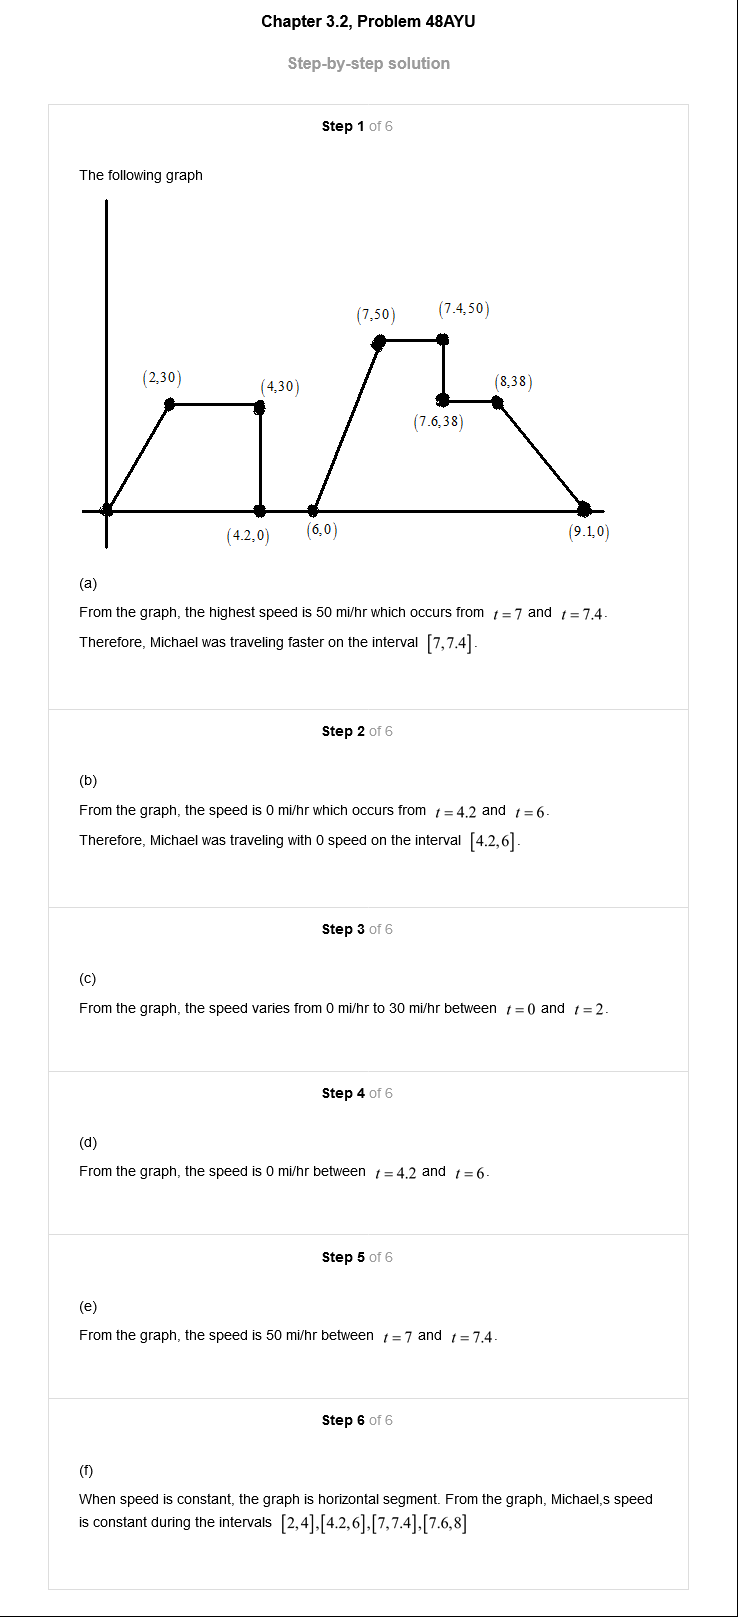 Chapter 3.2, Problem 48AYU
Step-by-step solution
Step 1 of 6
The following graph
(7,50)
(7.4,50)
(2,30)
(4,30)
(8,38)
(7.6,38)
(4.2,0)
(6,0)
(9.1,0)
(a)
From the graph, the highest speed is 50 mi/hr which occurs from t = 7 and t = 7.4.
Therefore, Michael was traveling faster on the interval [7,7.4].
Step 2 of 6
(b)
From the graph, the speed is 0 mi/hr which occurs from t = 4.2 and t = 6.
Therefore, Michael was traveling with 0 speed on the interval [4.2,6].
Step 3 of 6
(c)
From the graph, the speed varies from 0 mi/hr to 30 mi/hr between t = 0 and t = 2.
Step 4 of 6
(d)
From the graph, the speed is 0 mi/hr between t = 4.2 and t = 6.
Step 5 of 6
(e)
From the graph, the speed is 50 mi/hr between t = 7 and t = 7.4.
Step 6 of 6
(f)
When speed is constant, the graph is horizontal segment. From the graph, Michael,s speed
is constant during the intervals [2,4],[4.2,6],[7,7.4],[7.6,8]